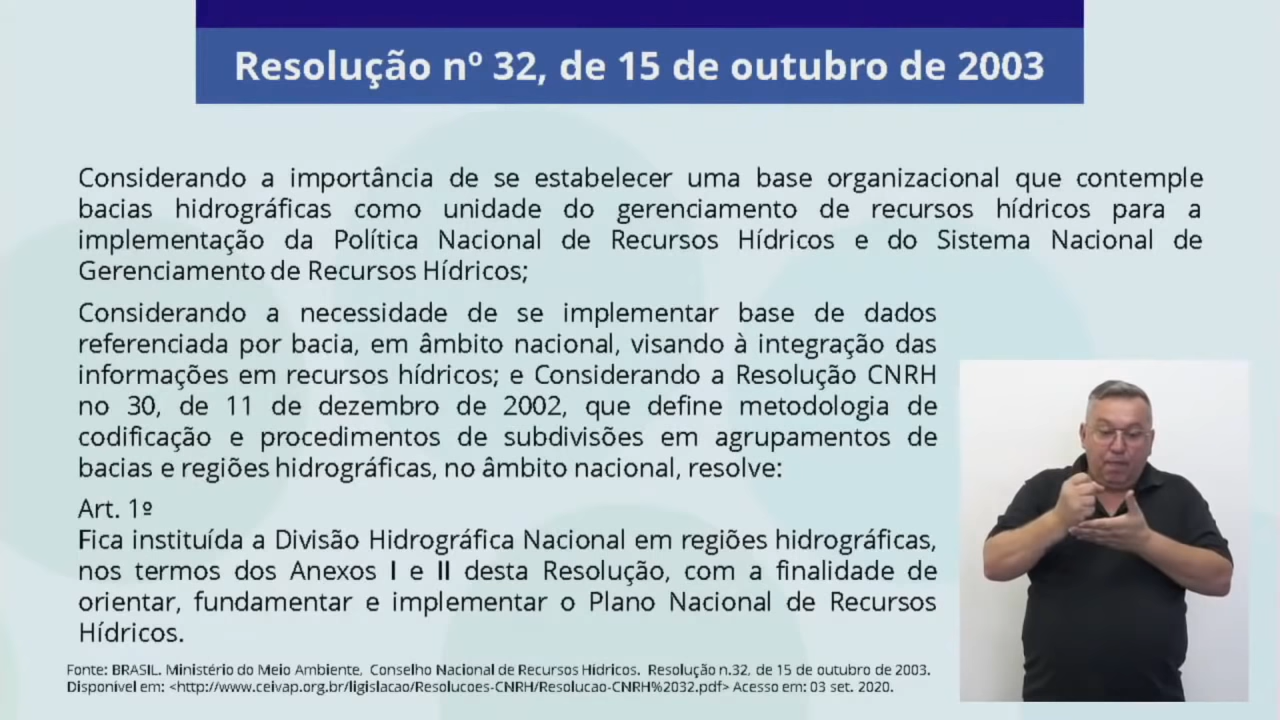 Resolução nº 32, de 15 de outubro de 2003
Considerando a importância de se estabelecer uma base organizacional que contemple
bacias hidrográficas como unidade do gerenciamento de recursos hídricos para a
implementação da Política Nacional de Recursos Hídricos e do Sistema Nacional de
Gerenciamento de Recursos Hídricos;
Considerando a necessidade de se implementar base de dados
referenciada por bacia, em âmbito nacional, visando à integração das
informações em recursos hídricos; e Considerando a Resolução CNRH
no 30, de 11 de dezembro de 2002, que define metodologia de
codificação e procedimentos de subdivisões em agrupamentos de
bacias e regiões hidrográficas, no âmbito nacional, resolve:
Art. 1º
Fica instituída a Divisão Hidrográfica Nacional em regiões hidrográficas,
nos termos dos Anexos I e II desta Resolução, com a finalidade de
orientar, fundamentar e implementar o Plano Nacional de Recursos
Hídricos.
Fonte: BRASIL. Ministério do Meio Ambiente. Conselho Nacional de Recursos Hídricos. Resolução n.32, de 15 de outubro de 2003.
Disponível em: <http://www.ceivap.org.br/ligislacao/Resolucoes-CNRH/Resolucao-CNRH%2032.pdf> Acesso em: 03 set. 2020.